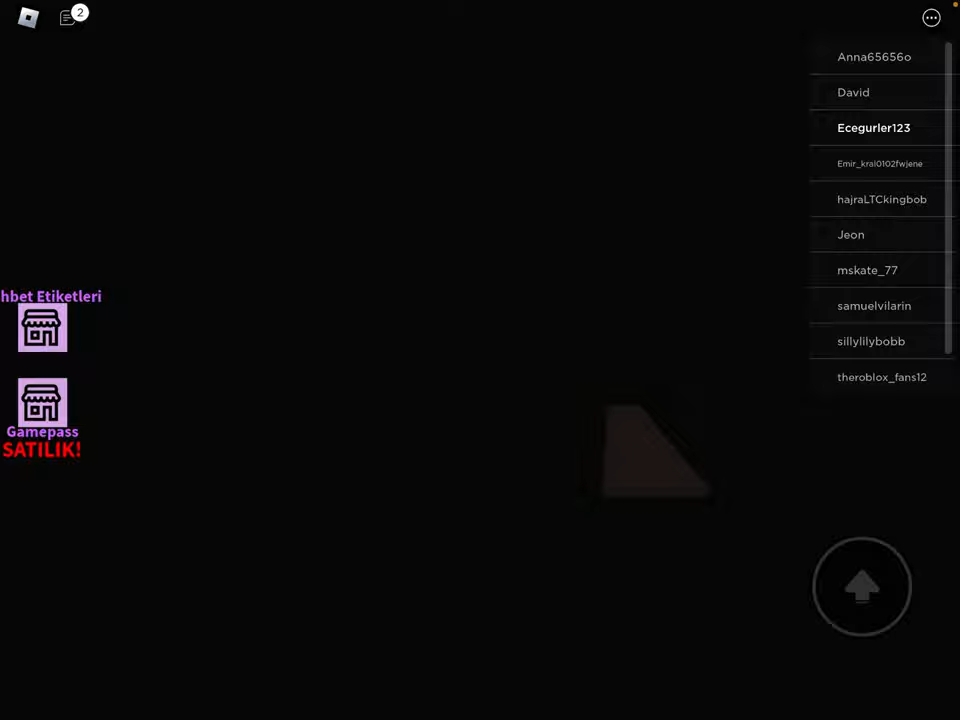 2
Anna65656o
David
Ecegurler123
Emir_kral0102fwjene
hajraLTCkingbob
Jeon
mskate_77
samuelvilarin
sillylilybobb
theroblox_fans12
hbet Etiketleri
Gamepass
SATILIK!